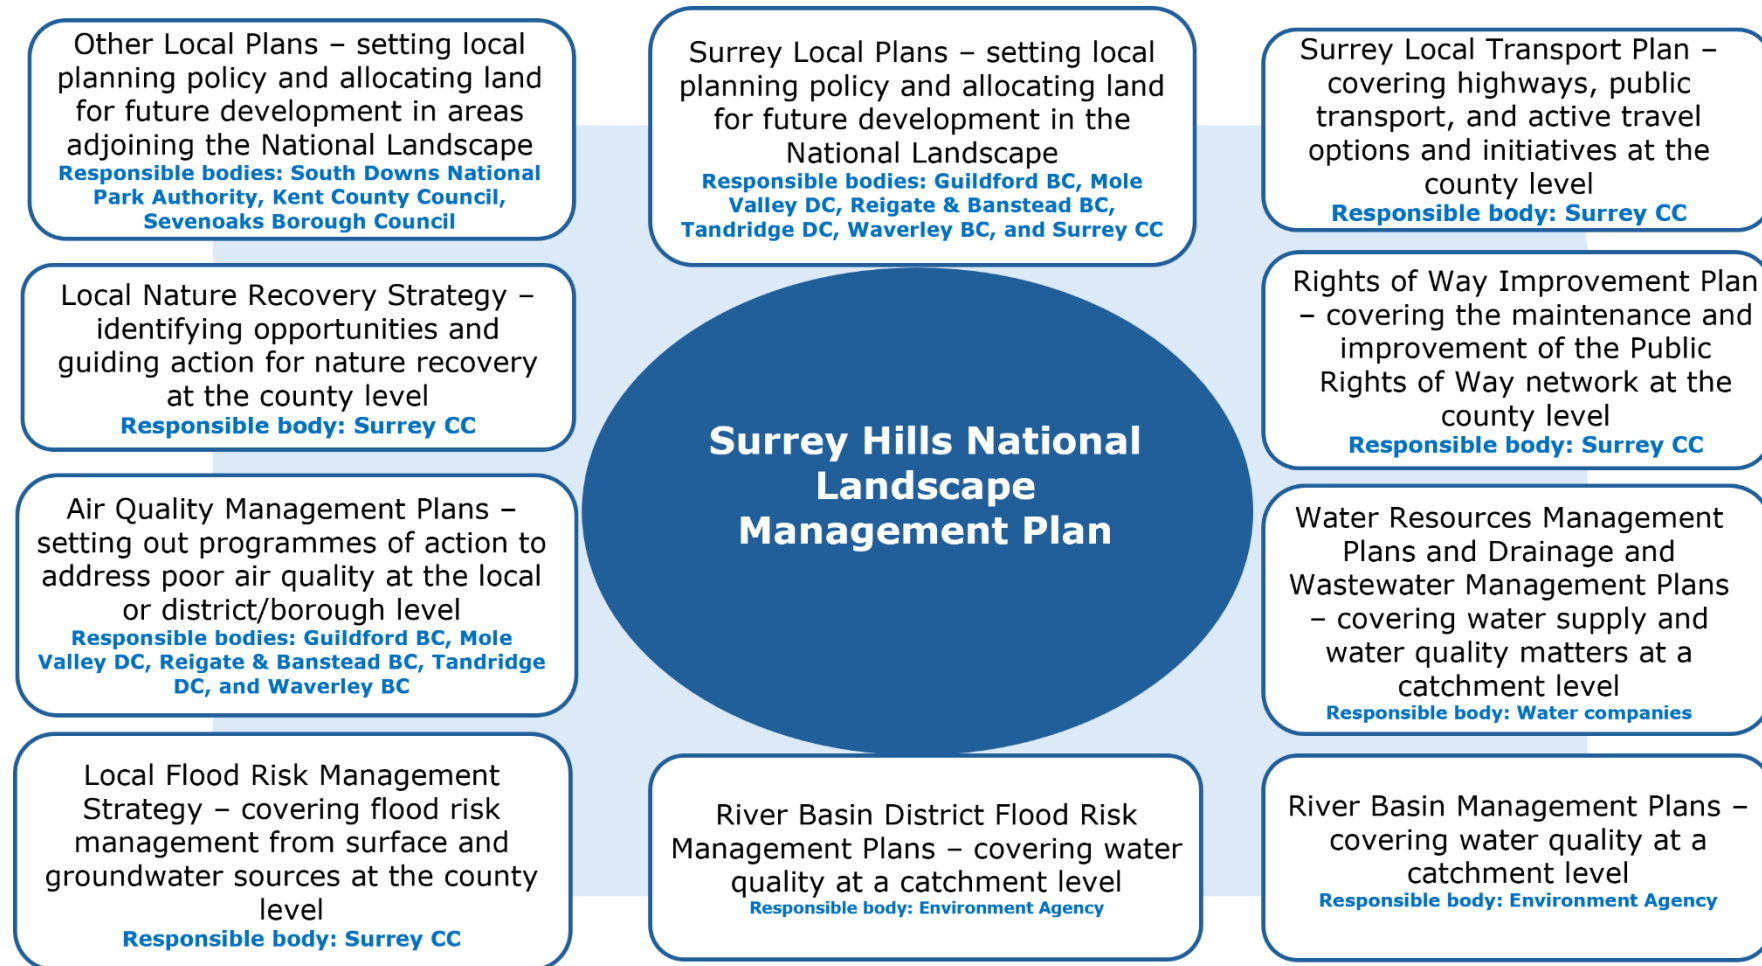 Other Local Plans – setting local
planning policy and allocating land
for future development in areas
adjoining the National Landscape
Responsible bodies: South Downs National
Park Authority, Kent County Council,
Sevenoaks Borough Council
Surrey Local Plans – setting local
planning policy and allocating land
for future development in the
National Landscape
Responsible bodies: Guildford BC, Mole
Valley DC, Reigate & Banstead BC,
Tandridge DC, Waverley BC, and Surrey CC
Surrey Local Transport Plan –
covering highways, public
transport, and active travel
options and initiatives at the
county level
Responsible body: Surrey CC
Local Nature Recovery Strategy –
identifying opportunities and
guiding action for nature recovery
at the county level
Responsible body: Surrey CC
Surrey Hills National
Landscape
Management Plan
Rights of Way Improvement Plan
– covering the maintenance and
improvement of the Public
Rights of Way network at the
county level
Responsible body: Surrey CC
Air Quality Management Plans –
setting out programmes of action to
address poor air quality at the local
or district/borough level
Responsible bodies: Guildford BC, Mole
Valley DC, Reigate & Banstead BC, Tandridge
DC, and Waverley BC
Water Resources Management
Plans and Drainage and
Wastewater Management Plans
– covering water supply and
water quality matters at a
catchment level
Responsible body: Water companies
Local Flood Risk Management
Strategy – covering flood risk
management from surface and
groundwater sources at the county
level
Responsible body: Surrey CC
River Basin District Flood Risk
Management Plans – covering water
quality at a catchment level
Responsible body: Environment Agency
River Basin Management Plans –
covering water quality at a
catchment level
Responsible body: Environment Agency